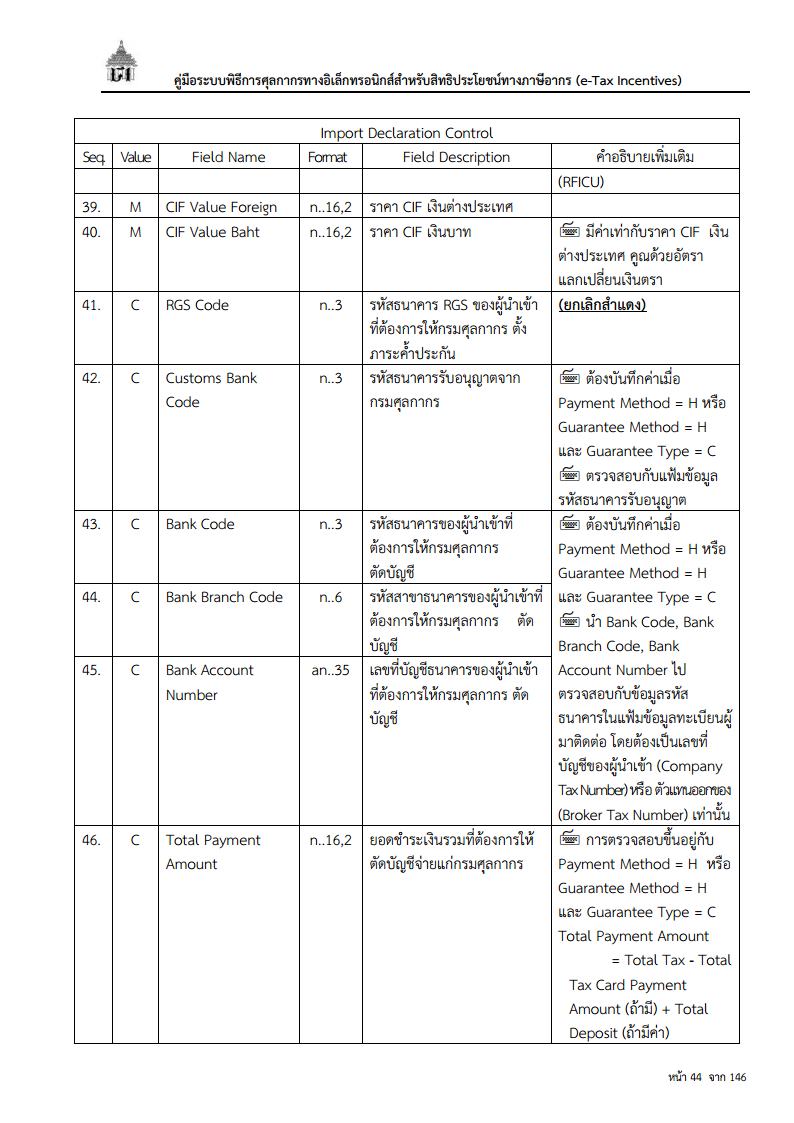 คู่มือระบบพิธีการศุลกากรทางอิเล็กทรอนิกส์สำหรับสิทธิประโยชน์ทางภาษีอากร (e-Tax Incentives)
Import Declaration Control
Seq. Value Field Name Format Field Description คำอธิบายเพิ่มเติม
(RFICU)
39. M CIF Value Foreign n..16,2 ราคา CIF เงินต่างประเทศ
40. M CIF Value Baht n..16,2 ราคา CIF เงินบาท มีค่าเท่ากับราคา CIF เงิน
ต่างประเทศ คูณด้วยอัตรา
แลกเปลี่ยนเงินตรา
41. C RGS Code n..3 รหัสธนาคาร RGS ของผู้นำเข้า (ยกเลิกสำแดง)
ที่ต้องการให้กรมศุลกากร ตั้ง
ภาระค้ำประกัน
42. C Customs Bank n..3 รหัสธนาคารรับอนุญาตจาก ต้องบันทึกค่าเมื่อ
Code กรมศุลกากร Payment Method = H หรือ
Guarantee Method = H
และ Guarantee Type = C
ตรวจสอบกับแฟ้มข้อมูล
รหัสธนาคารรับอนุญาต
43. C Bank Code n..3 รหัสธนาคารของผู้นำเข้าที่ ต้องบันทึกค่าเมื่อ
ต้องการให้กรมศุลกากร Payment Method = H หรือ
ตัดบัญชี Guarantee Method = H
44. C Bank Branch Code n..6 รหัสสาขาธนาคารของผู้นำเข้าที่ และ Guarantee Type = C
ต้องการให้กรมศุลกากร ตัด นำ Bank Code, Bank
บัญชี Branch Code, Bank
45. C Bank Account an..35 เลขที่บัญชีธนาคารของผู้นำเข้า Account Number ไป
Number ที่ต้องการให้กรมศุลกากร ตัด ตรวจสอบกับข้อมูลรหัส
บัญชี ธนาคารในแฟ้มข้อมูลทะเบียนผู้
มาติดต่อ โดยต้องเป็นเลขที่
บัญชีของผู้นำเข้า (Company
Tax Number) หรือ ตัวแทนออกของ
(Broker Tax Number) เท่านั้น
46. C Total Payment n..16,2 ยอดชำระเงินรวมที่ต้องการให้ การตรวจสอบขึ้นอยู่กับ
Amount ตัดบัญชีจ่ายแก่กรมศุลกากร Payment Method = H หรือ
Guarantee Method = H
และ Guarantee Type = C
Total Payment Amount
= Total Tax - Total
Tax Card Payment
Amount (ถ้ามี) + Total
Deposit (ถ้ามีค่า)
หน้า 44 จาก 146